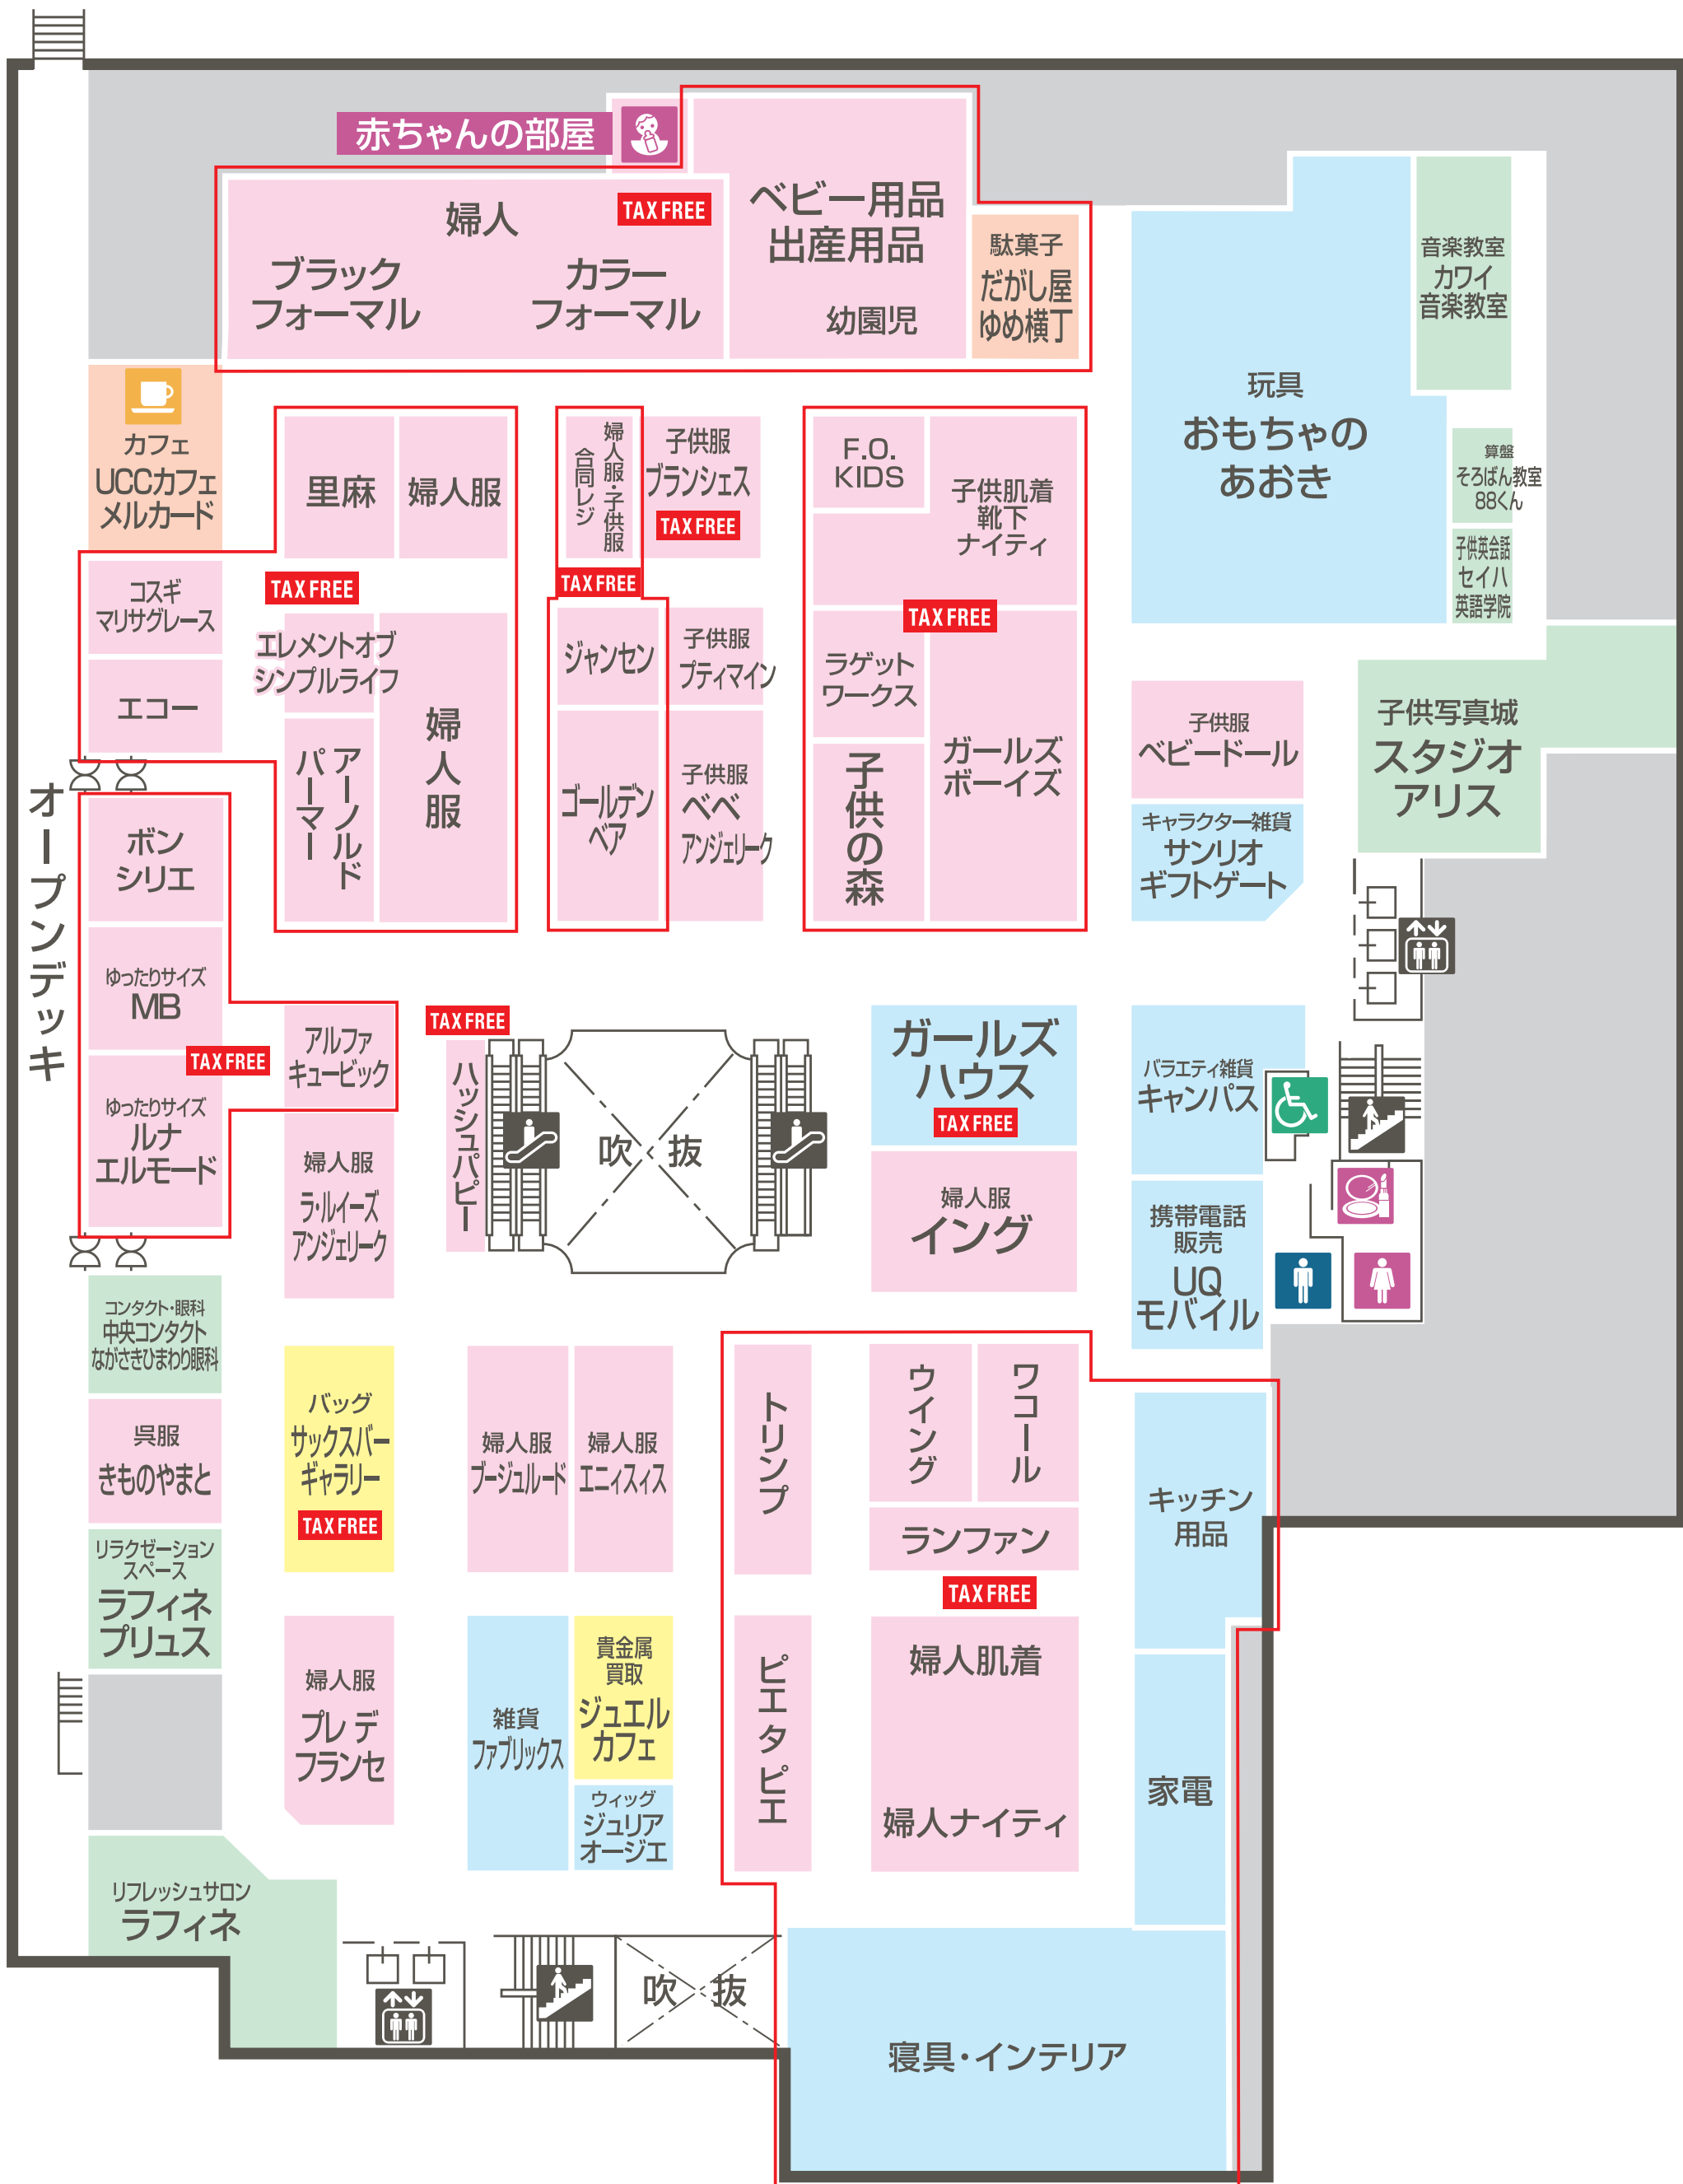 赤ちゃんの部屋
婦人
TAX FREE
ブラック
フォーマル
カラー
フォーマル
ベビー用品
出産用品
幼園児
駄菓子
だがし屋
ゆめ横丁
玩具
おもちゃの
あおき
音楽教室
カワイ
音楽教室
算盤
そろばん教室
88くん
子供英会話
セイハ
英語学院
カフェ
UCCカフェ
メルカード
里麻
婦人服
TAX FREE
コスギ
マリサグレース
エコー
エレメントオブ
シンプルライフ
アーノルド
パーマー
婦人服
婦人服・子供服
合同レジ
TAX FREE
子供服
ブランシェス
TAX FREE
ジャンセン
子供服
プティマイン
ゴールデン
ベア
子供服
べべ
アンジェリーク
F.O.
KIDS
子供肌着
靴下
ナイティ
TAX FREE
ラゲット
ワークス
ガールズ
ボーイズ
子供の森
子供服
ベビードール
キャラクター雑貨
サンリオ
ギフトゲート
子供写真城
スタジオ
アリス
オープンデッキ
ボン
シリエ
ゆったりサイズ
MB
TAX FREE
ゆったりサイズ
ルナ
エルモード
アルファ
キュービック
婦人服
ラ・ルイーズ
アンジェリーク
TAX FREE
ハッシュパピー
吹抜
ガールズ
ハウス
TAX FREE
婦人服
イング
バラエティ雑貨
キャンパス
携帯電話
販売
UQ
モバイル
コンタクト・眼科
中央コンタクト
ながさきひまわり眼科
呉服
きものやまと
リラクゼーション
スペース
ラフィネ
プリュス
バッグ
サックスバー
ギャラリー
TAX FREE
婦人服
ブージュルード
婦人服
エニィスィス
トリンプ
ウイング
ワコール
ランファン
TAX FREE
キッチン
用品
婦人服
プレ デ
フランセ
雑貨
ファブリックス
貴金属
買取
ジュエル
カフェ
ウィッグ
ジュリア
オージエ
ピエタピエ
婦人肌着
婦人ナイティ
家電
リフレッシュサロン
ラフィネ
吹抜
寝具・インテリア